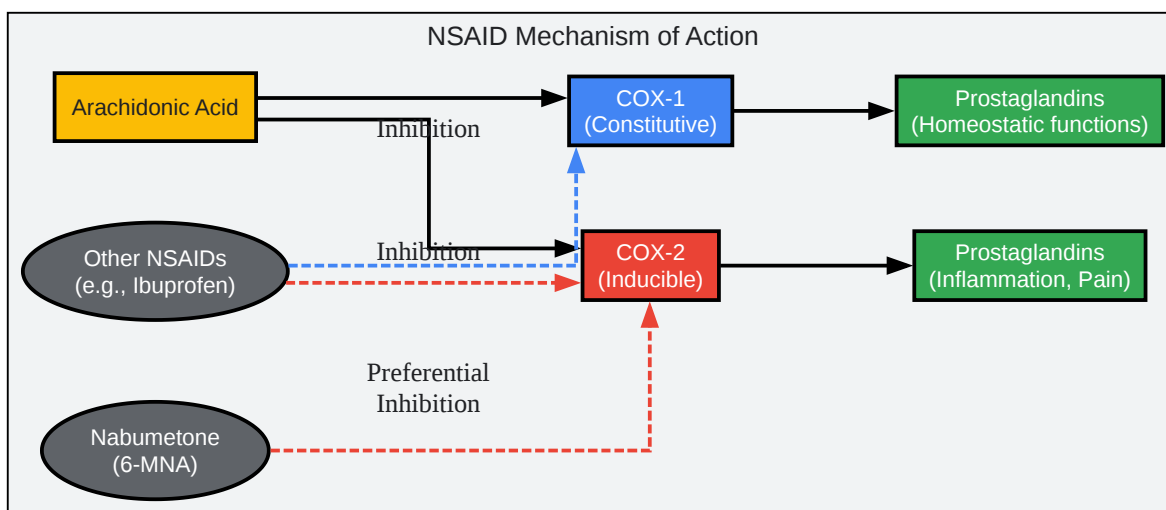 NSAID Mechanism of Action
Arachidonic Acid
COX-1
(Constitutive)
Prostaglandins
(Homeostatic functions)
Inhibition
Other NSAIDs
(e.g., Ibuprofen)
Inhibition
COX-2
(Inducible)
Prostaglandins
(Inflammation, Pain)
Preferential
Inhibition
Nabumetone
(6-MNA)